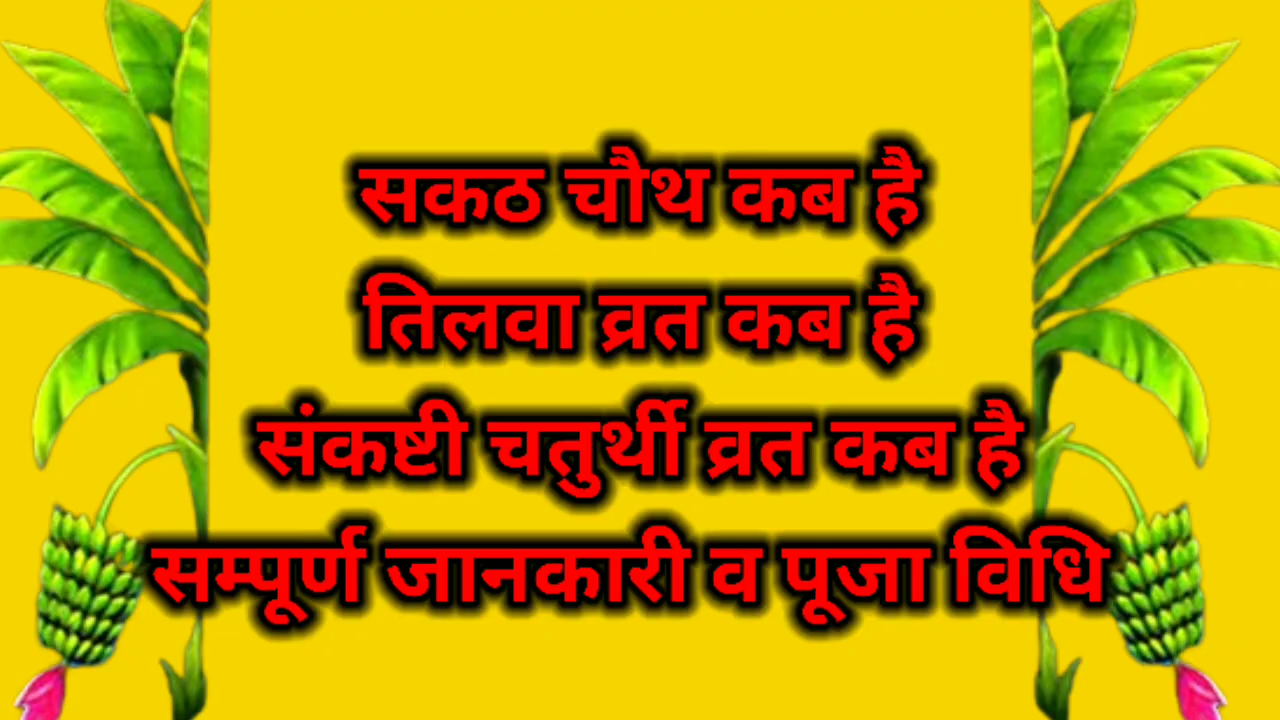 सकठ चौथ कब है
तिलवा व्रत कब है
संकष्टी चतुर्थी व्रत कब है
सम्पूर्ण जानकारी व पूजा विधि